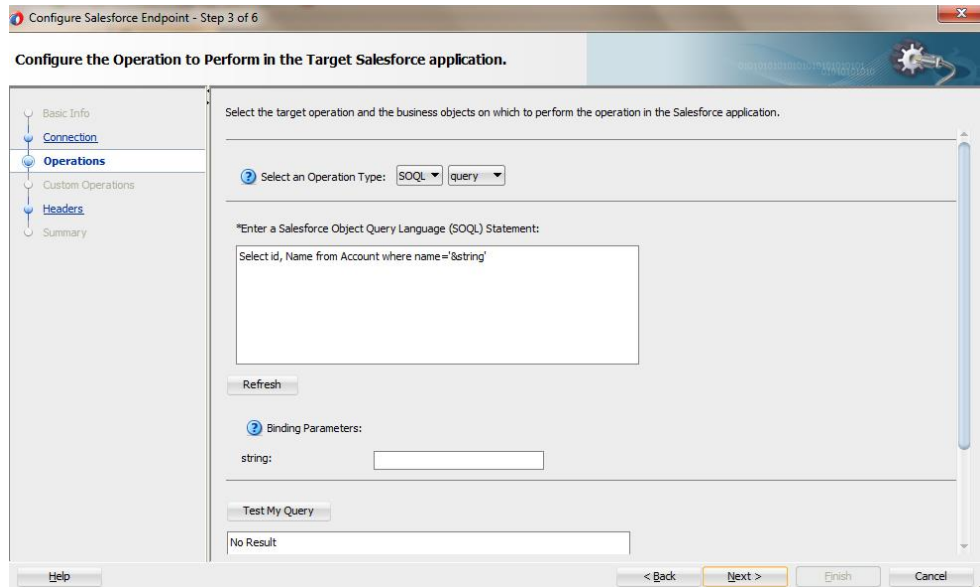 Configure Salesforce Endpoint - Step 3 of 6
Configure the Operation to Perform in the Target Salesforce application.
Basic Info
Connection
Operations
Custom Operations
Headers
Summary
Select the target operation and the business objects on which to perform the operation in the Salesforce application.
Select an Operation Type: SOQL query
*Enter a Salesforce Object Query Language (SOQL) Statement:
Select id, Name from Account where name='&string'
Refresh
Binding Parameters:
string:
Test My Query
No Result
Help < Back Next > Finish Cancel